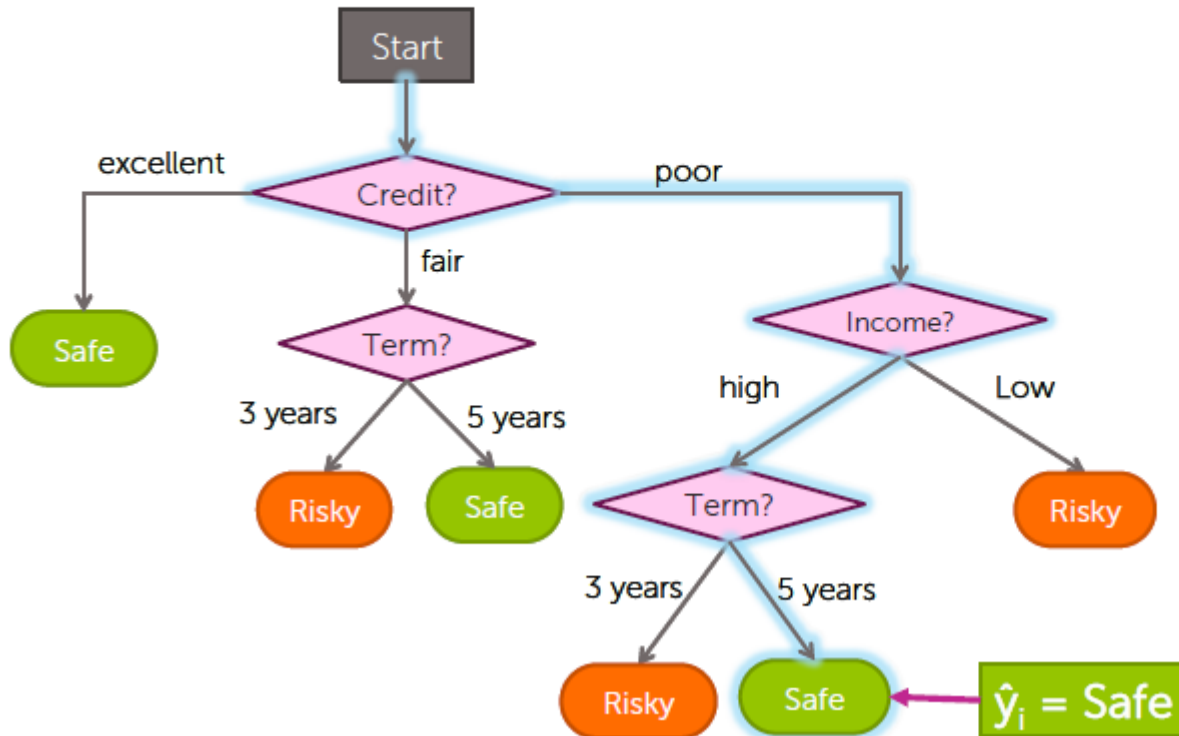 Start
excellent
poor
Credit?
fair
Income?
Safe
Term?
high
Low
3 years
5 years
Risky
Safe
Term?
Risky
3 years
5 years
Risky
Safe
ŷi = Safe